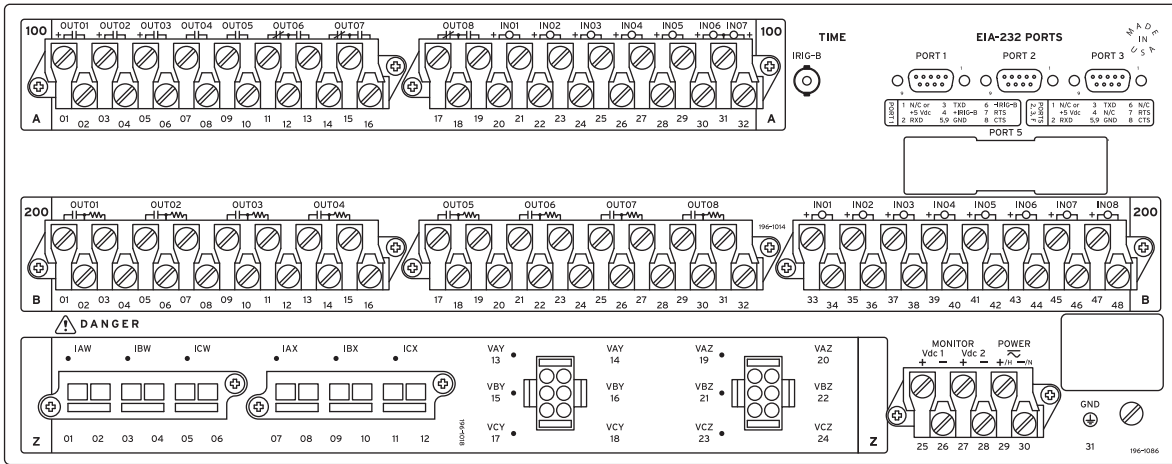 100 OUT01 OUT02 OUT03 OUT04 OUT05 OUT06 OUT07 OUT08 IN01 IN02 IN03 IN04 IN05 IN06 IN07 100
+ + + + + + + + + +
A 01 02 03 04 05 06 07 08 09 10 11 12 13 14 15 16 17 18 19 20 21 22 23 24 25 26 27 28 29 30 31 32 A
TIME
IRIG-B
EIA-232 PORTS
MADE IN USA
PORT 1 PORT 2 PORT 3
PORT 1
1 N/C or 3 TXD 6 -IRIG-B
+5 Vdc 4 +IRIG-B 7 RTS
2 RXD 5,9 GND 8 CTS
PORTS 2, 3, F
1 N/C or 3 TXD 6 N/C
+5 Vdc 4 N/C 7 RTS
2 RXD 5,9 GND 8 CTS
PORT 5
200 OUT01 OUT02 OUT03 OUT04 OUT05 OUT06 OUT07 OUT08 IN01 IN02 IN03 IN04 IN05 IN06 IN07 IN08 200
+ + + + + + + +
196-1014
B 01 02 03 04 05 06 07 08 09 10 11 12 13 14 15 16 17 18 19 20 21 22 23 24 25 26 27 28 29 30 31 32 33 34 35 36 37 38 39 40 41 42 43 44 45 46 47 48 B
DANGER
IAW IBW ICW IAX IBX ICX
Z 01 02 03 04 05 06 07 08 09 10 11 12
196-1018
VAY 13 VAY 14
VBY 15 VBY 16
VCY 17 VCY 18
VAZ 19 VAZ 20
VBZ 21 VBZ 22
VCZ 23 VCZ 24
Z
MONITOR POWER
Vdc 1 Vdc 2
+ - + - +/H -/N
25 26 27 28 29 30
GND
31
196-1086